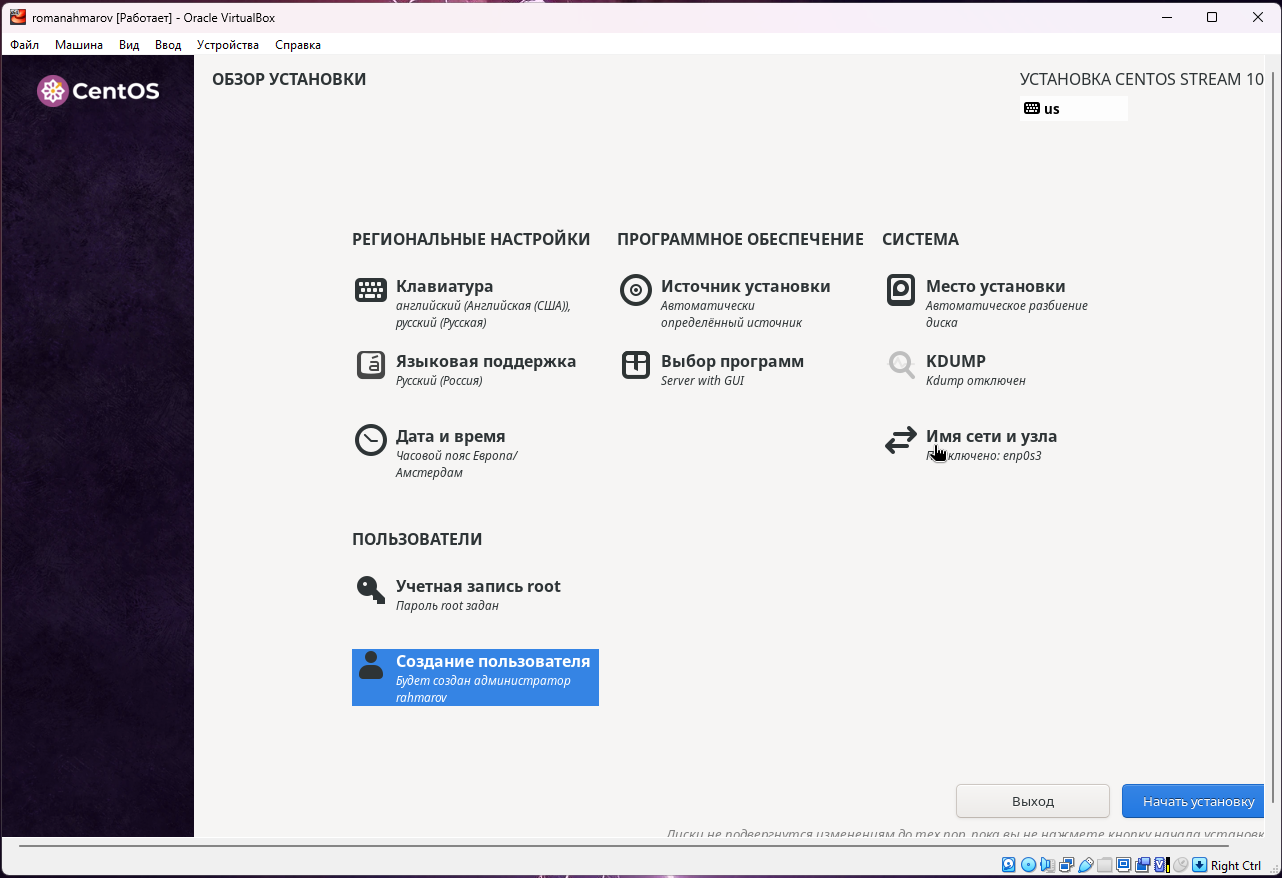 romanahmarov [Работает] - Oracle VirtualBox
Файл Машина Вид Ввод Устройства Справка
CentOS
ОБЗОР УСТАНОВКИ
УСТАНОВКА CENTOS STREAM 10
us
РЕГИОНАЛЬНЫЕ НАСТРОЙКИ
Клавиатура
английский (Английская (США)),
русский (Русская)
Языковая поддержка
Русский (Россия)
Дата и время
Часовой пояс Европа/
Амстердам
ПРОГРАММНОЕ ОБЕСПЕЧЕНИЕ
Источник установки
Автоматически
определённый источник
Выбор программ
Server with GUI
СИСТЕМА
Место установки
Автоматическое разбиение
диска
KDUMP
Kdump отключен
Имя сети и узла
enp0s3
ПОЛЬЗОВАТЕЛИ
Учетная запись root
Пароль root задан
Создание пользователя
Будет создан администратор
rahmarov
Выход
Начать установку
Диски не подвергнутся изменениям до тех пор, пока вы не нажмете кнопку начала
Right Ctrl